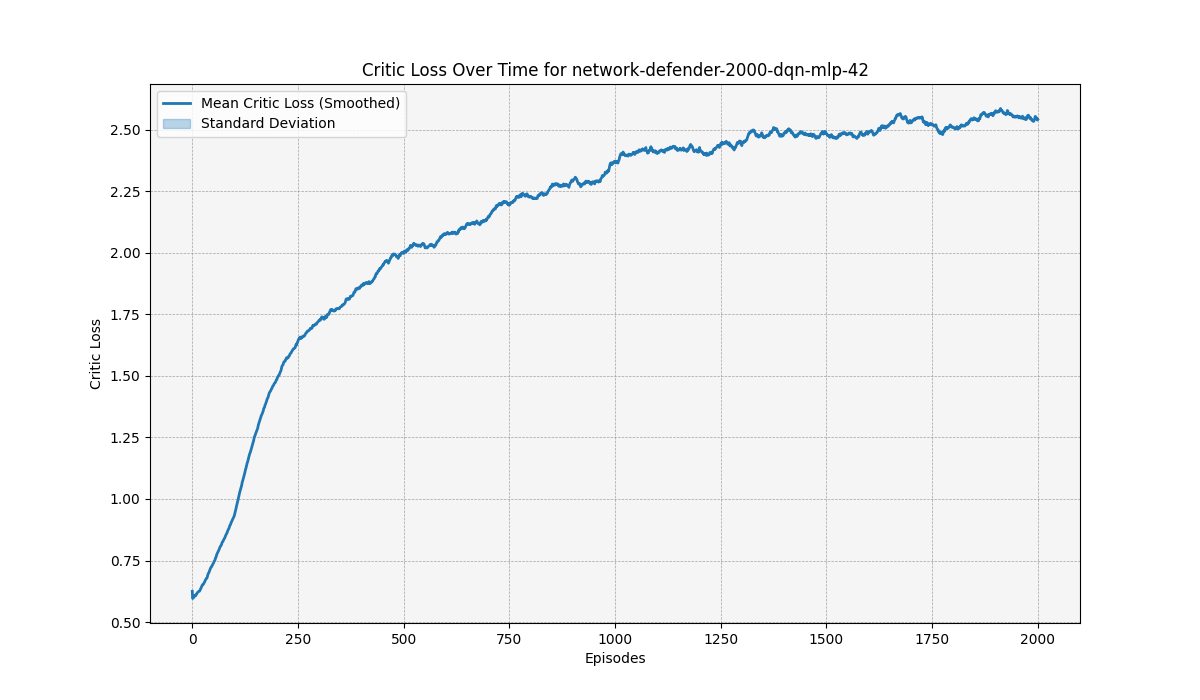 Critic Loss Over Time for network-defender-2000-dqn-mlp-42
Mean Critic Loss (Smoothed)
Standard Deviation
2.50
2.25
2.00
1.75
1.50
1.25
1.00
0.75
0.50
Critic Loss
0 250 500 750 1000 1250 1500 1750 2000
Episodes